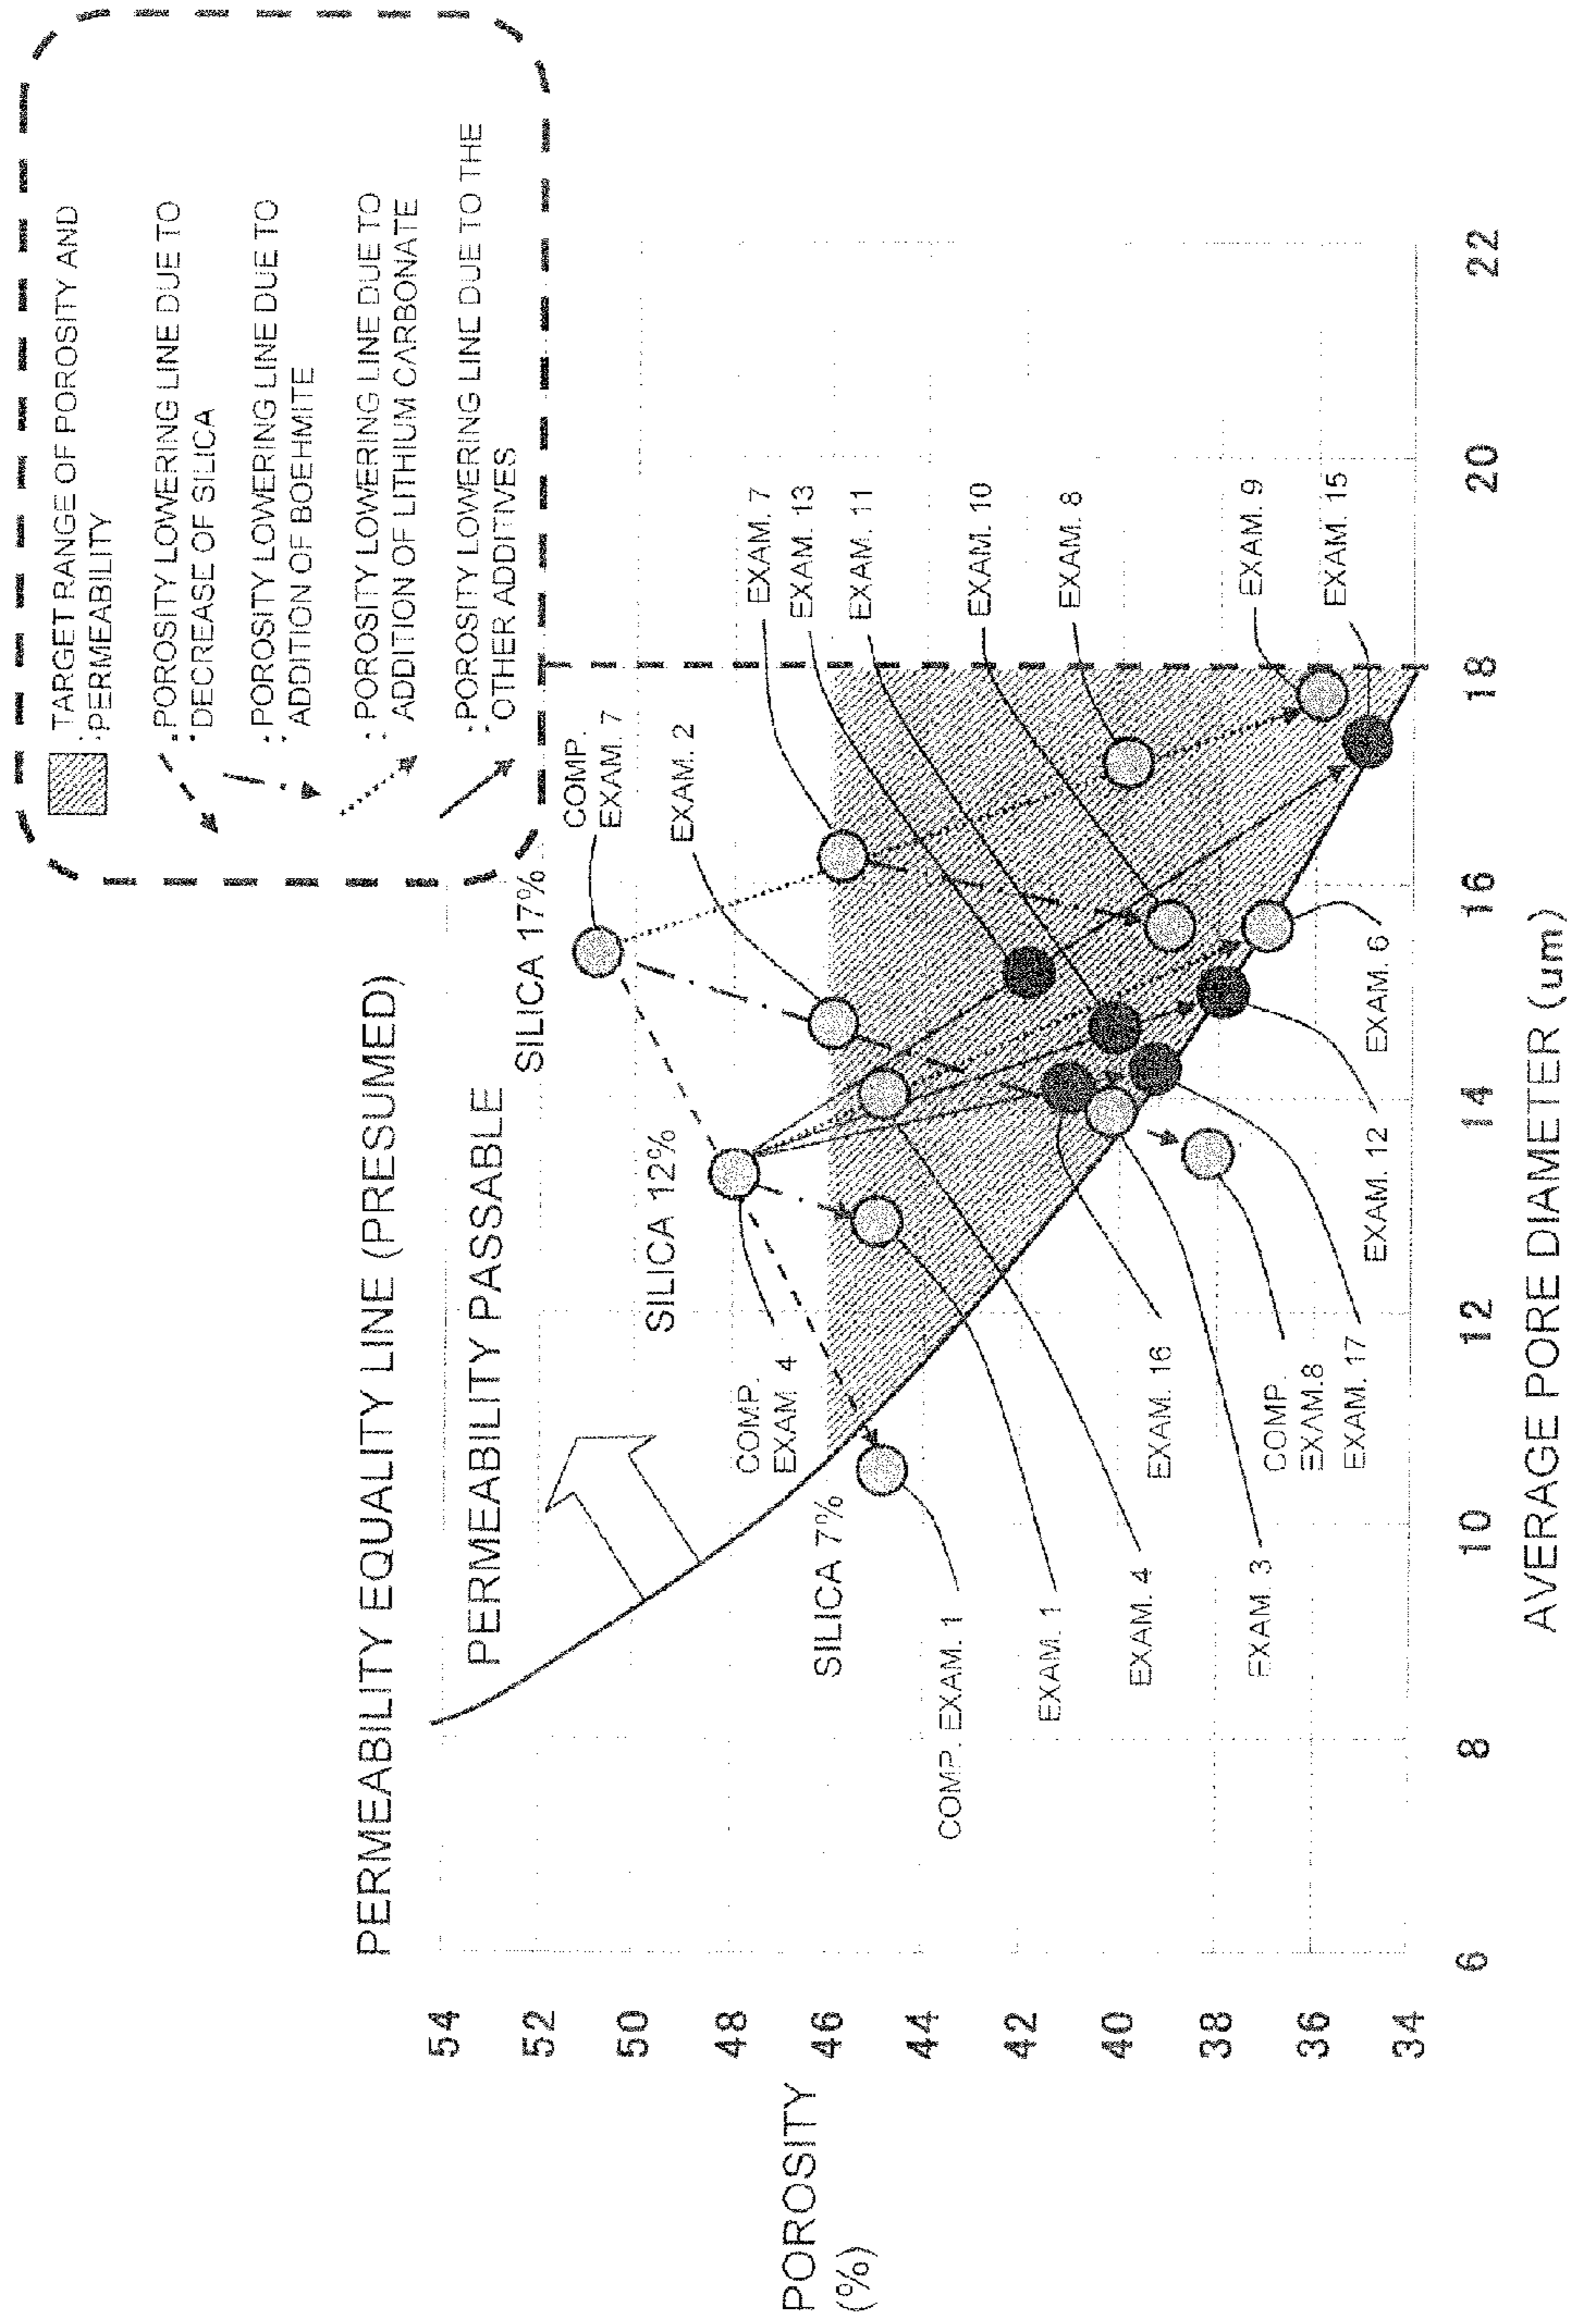 TARGET RANGE OF POROSITY AND
PERMEABILITY
: POROSITY LOWERING LINE DUE TO
DECREASE OF SILICA
: POROSITY LOWERING LINE DUE TO
ADDITION OF BOEHMITE
: POROSITY LOWERING LINE DUE TO
ADDITION OF LITHIUM CARBONATE
: POROSITY LOWERING LINE DUE TO THE
OTHER ADDITIVES
PERMEABILITY EQUALITY LINE (PRESUMED)
PERMEABILITY PASSABLE
SILICA 17%
COMP.
EXAM. 7
SILICA 12%
EXAM. 2
COMP.
EXAM. 4
EXAM. 7
EXAM. 13
EXAM. 11
EXAM. 10
EXAM. 8
EXAM. 9
EXAM. 15
SILICA 7%
COMP. EXAM. 1
EXAM. 1
EXAM. 4
EXAM. 16
EXAM. 3
COMP.
EXAM.8
EXAM. 17
EXAM. 12
EXAM. 6
POROSITY
(%)
54
52
50
48
46
44
42
40
38
36
34
6
8
10
12
14
16
18
20
22
AVERAGE PORE DIAMETER (um)